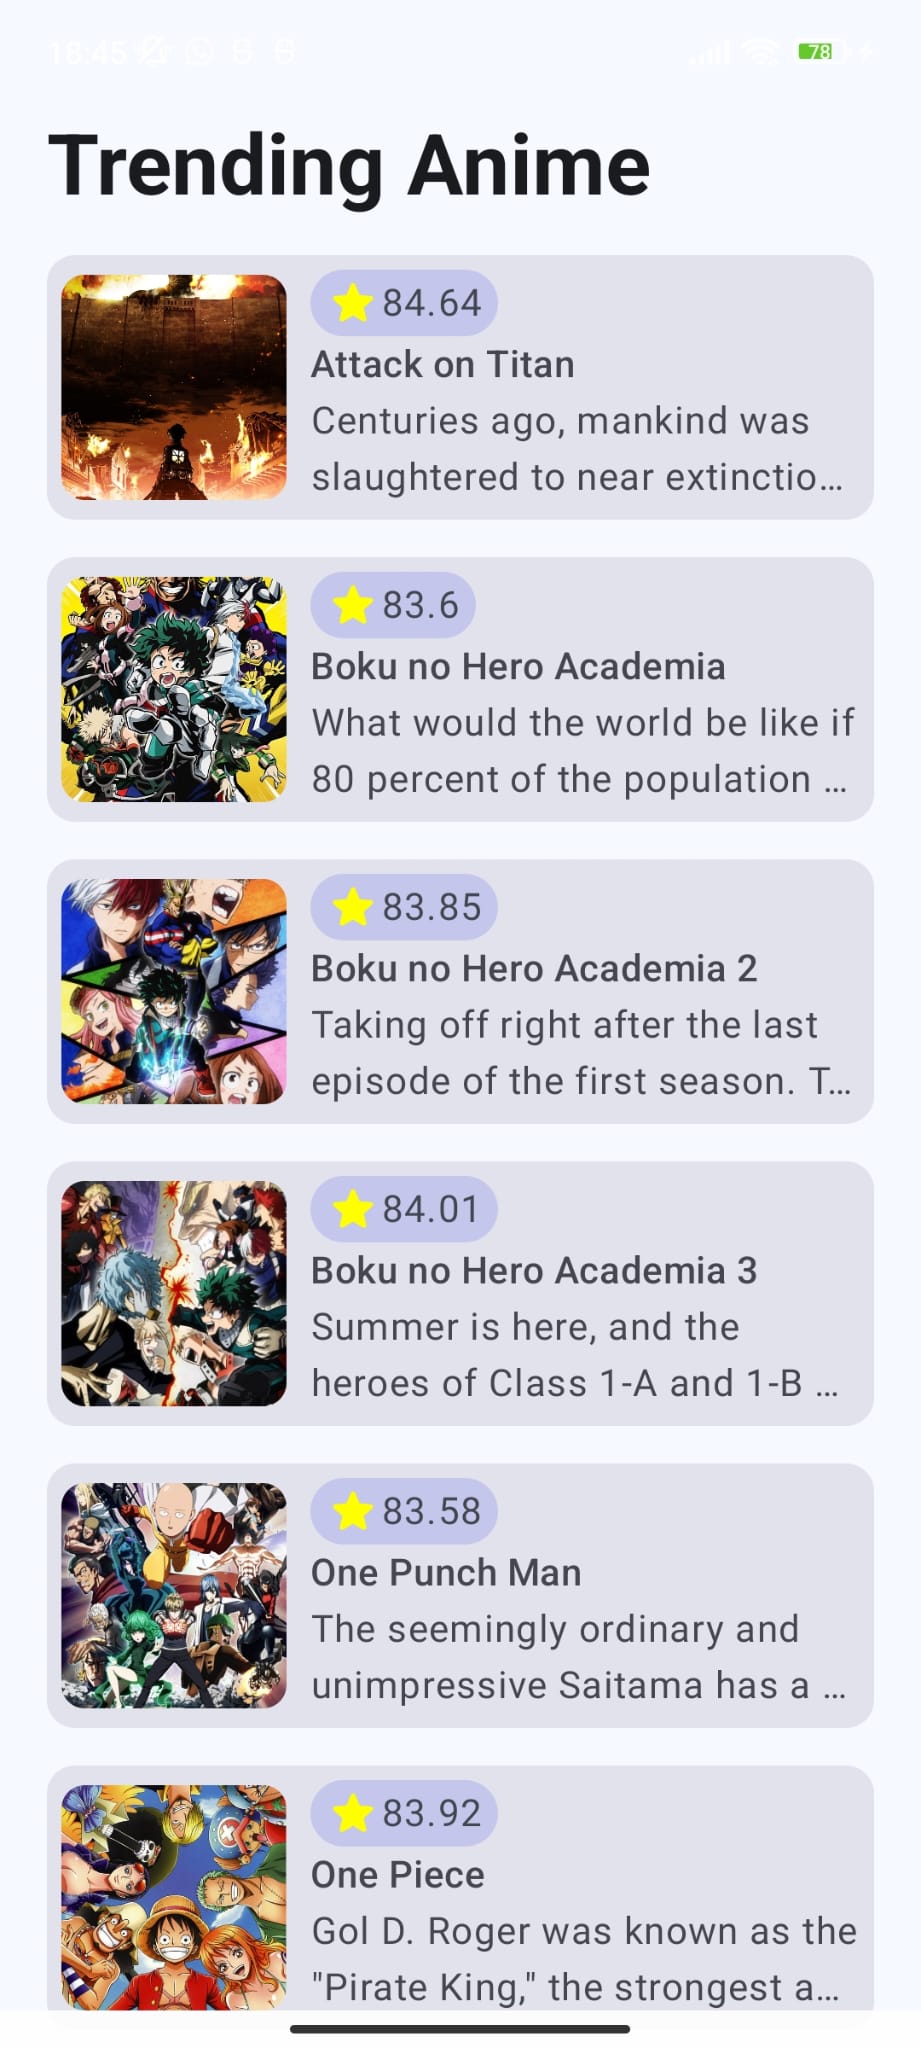 18:45
78
Trending Anime
84.64
Attack on Titan
Centuries ago, mankind was
slaughtered to near extinctio…
83.6
Boku no Hero Academia
What would the world be like if
80 percent of the population …
83.85
Boku no Hero Academia 2
Taking off right after the last
episode of the first season. T…
84.01
Boku no Hero Academia 3
Summer is here, and the
heroes of Class 1-A and 1-B …
83.58
One Punch Man
The seemingly ordinary and
unimpressive Saitama has a …
83.92
One Piece
Gol D. Roger was known as the
"Pirate King," the strongest a…